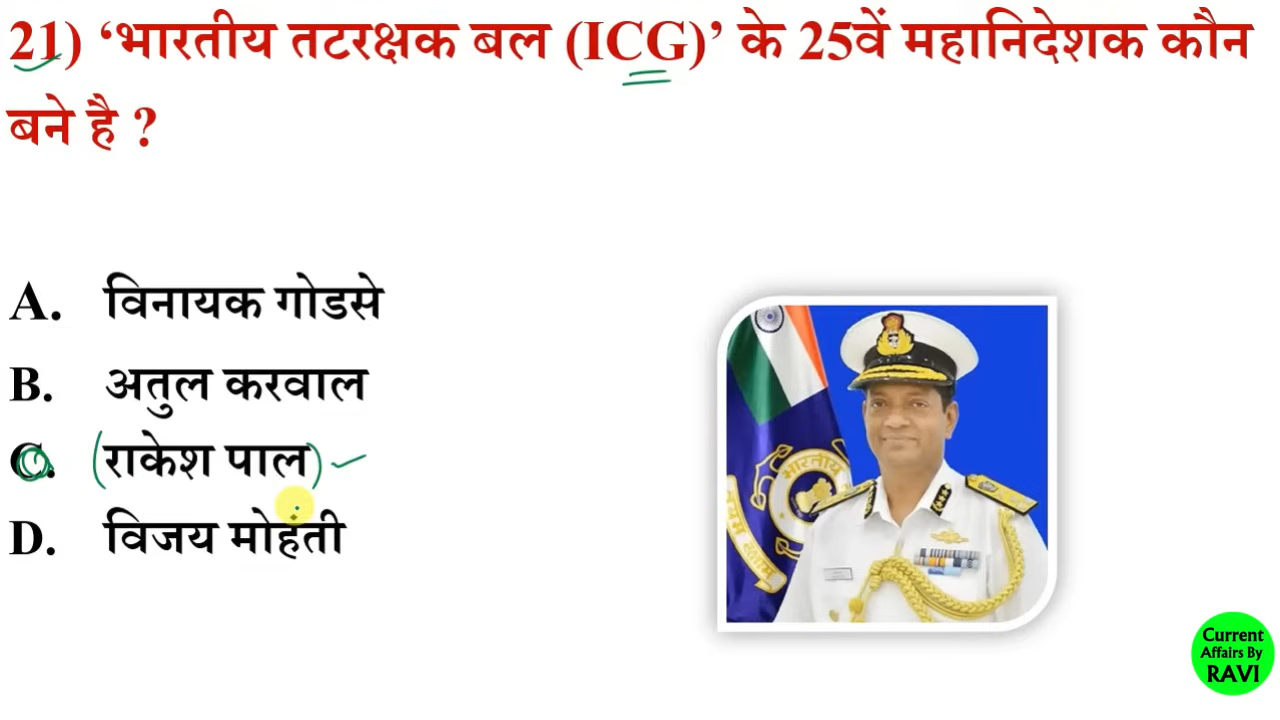 21) ‘भारतीय तटरक्षक बल (ICG)’ के 25वें महानिदेशक कौन
बने है ?
A. विनायक गोडसे
B. अतुल करवाल
C. (राकेश पाल)
D. विजय मोहंती
भारतीय
Current
Affairs By
RAVI